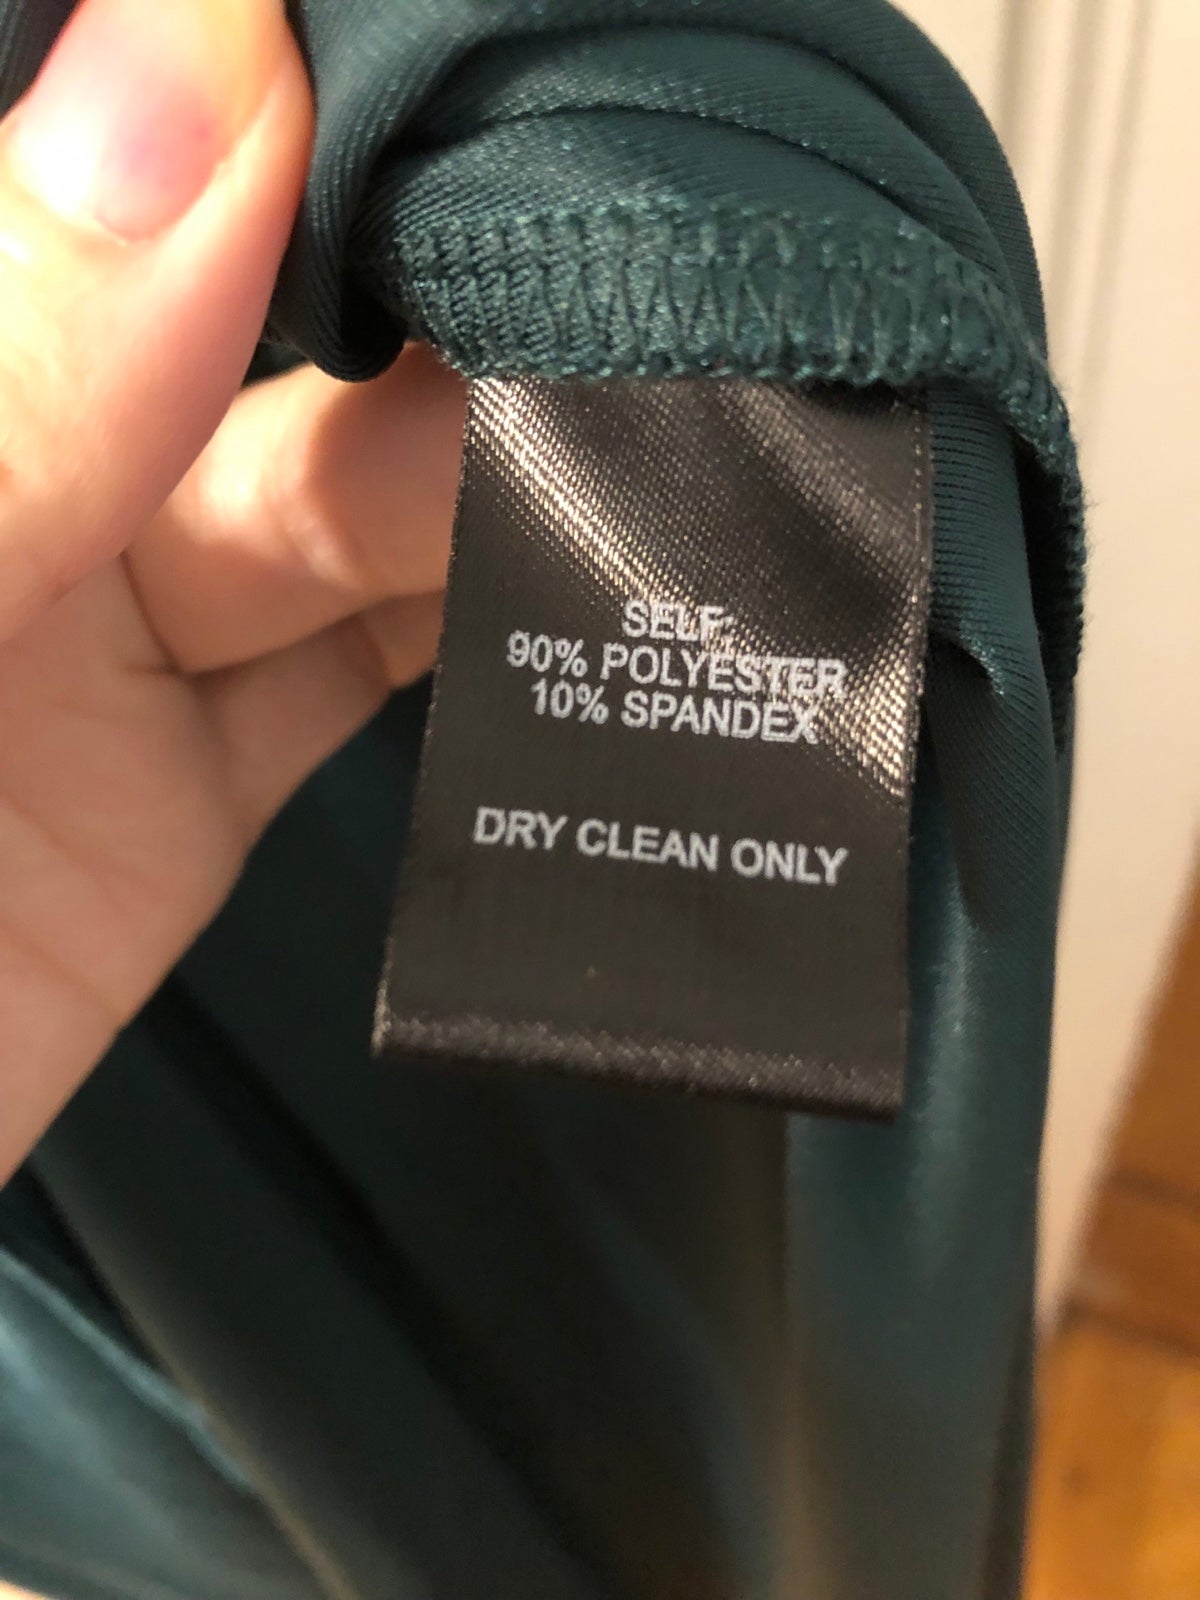 SELF:
90% POLYESTER
10% SPANDEX
DRY CLEAN ONLY